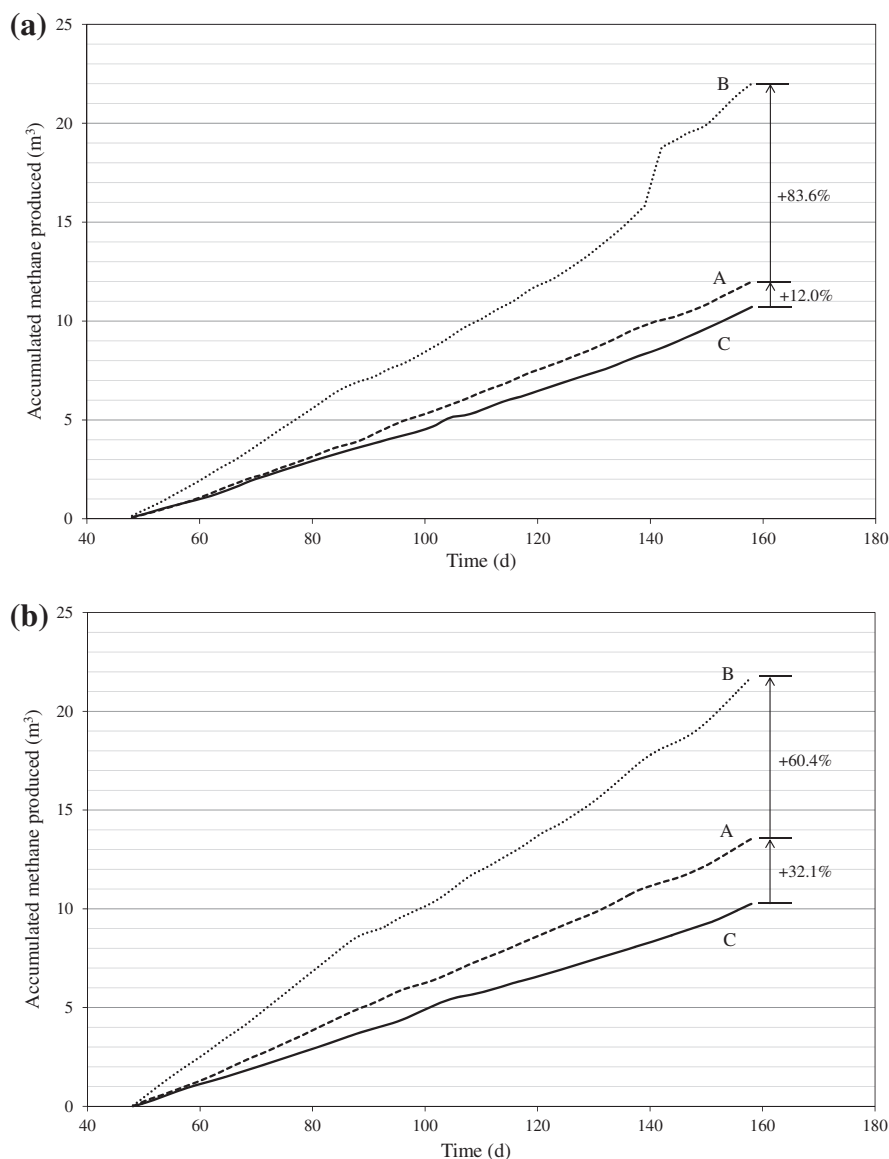 (a)
25
20
15
10
5
0
Accumulated methane produced (m³)
B
+83.6%
A
+12.0%
C
40 60 80 100 120 140 160 180
Time (d)
(b)
25
20
15
10
5
0
Accumulated methane produced (m³)
B
+60.4%
A
+32.1%
C
40 60 80 100 120 140 160 180
Time (d)